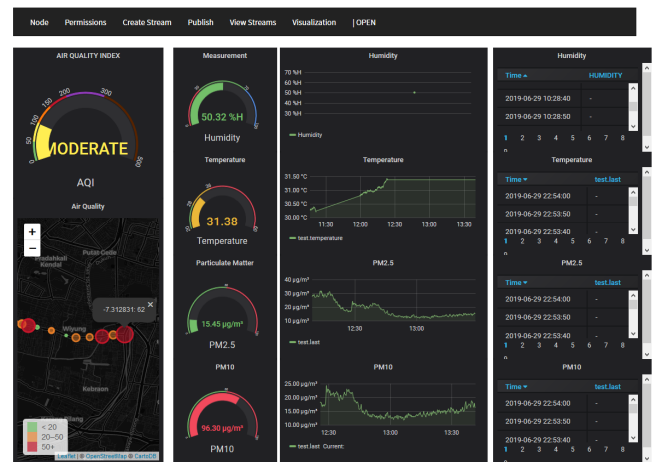 Node Permissions Create Stream Publish View Streams Visualization | OPEN
AIR QUALITY INDEX
0 50 100 200 300 500
MODERATE
AQI
Air Quality
+
−
Pradahkali
Kendal
Putat Gede
-7.312831: 62 ×
Wiyung
Kebraon
< 20
20–50
50+
Leaflet | © OpenStreetMap © CartoDB
Measurement
50.32 %H
Humidity
Temperature
31.38
Temperature
Particulate Matter
15.45 μg/m³
PM2.5
PM10
96.30 μg/m³
PM10
Humidity
70 %H
60 %H
50 %H
40 %H
30 %H
Humidity
Temperature
31.50 °C
31.00 °C
30.50 °C
30.00 °C
11:30 12:00 12:30 13:00 13:30
test.temperature
PM2.5
40 μg/m³
30 μg/m³
20 μg/m³
10 μg/m³
12:30 13:00
test.last
PM10
25.00 μg/m³
20.00 μg/m³
15.00 μg/m³
10.00 μg/m³
12:30 13:00 13:30
test.last Current:
Humidity
Time HUMIDITY
2019-06-29 10:28:40 -
2019-06-29 10:28:50 -
1 2 3 4 5 6 7 8
Temperature
Time test.last
2019-06-29 22:54:00 -
2019-06-29 22:53:50 -
2019-06-29 22:53:40 -
1 2 3 4 5 6 7 8
PM2.5
Time test.last
2019-06-29 22:54:00 -
2019-06-29 22:53:50 -
2019-06-29 22:53:40 -
1 2 3 4 5 6 7 8
PM10
Time test.last
2019-06-29 22:54:00 -
2019-06-29 22:53:50 -
2019-06-29 22:53:40 -
1 2 3 4 5 6 7 8